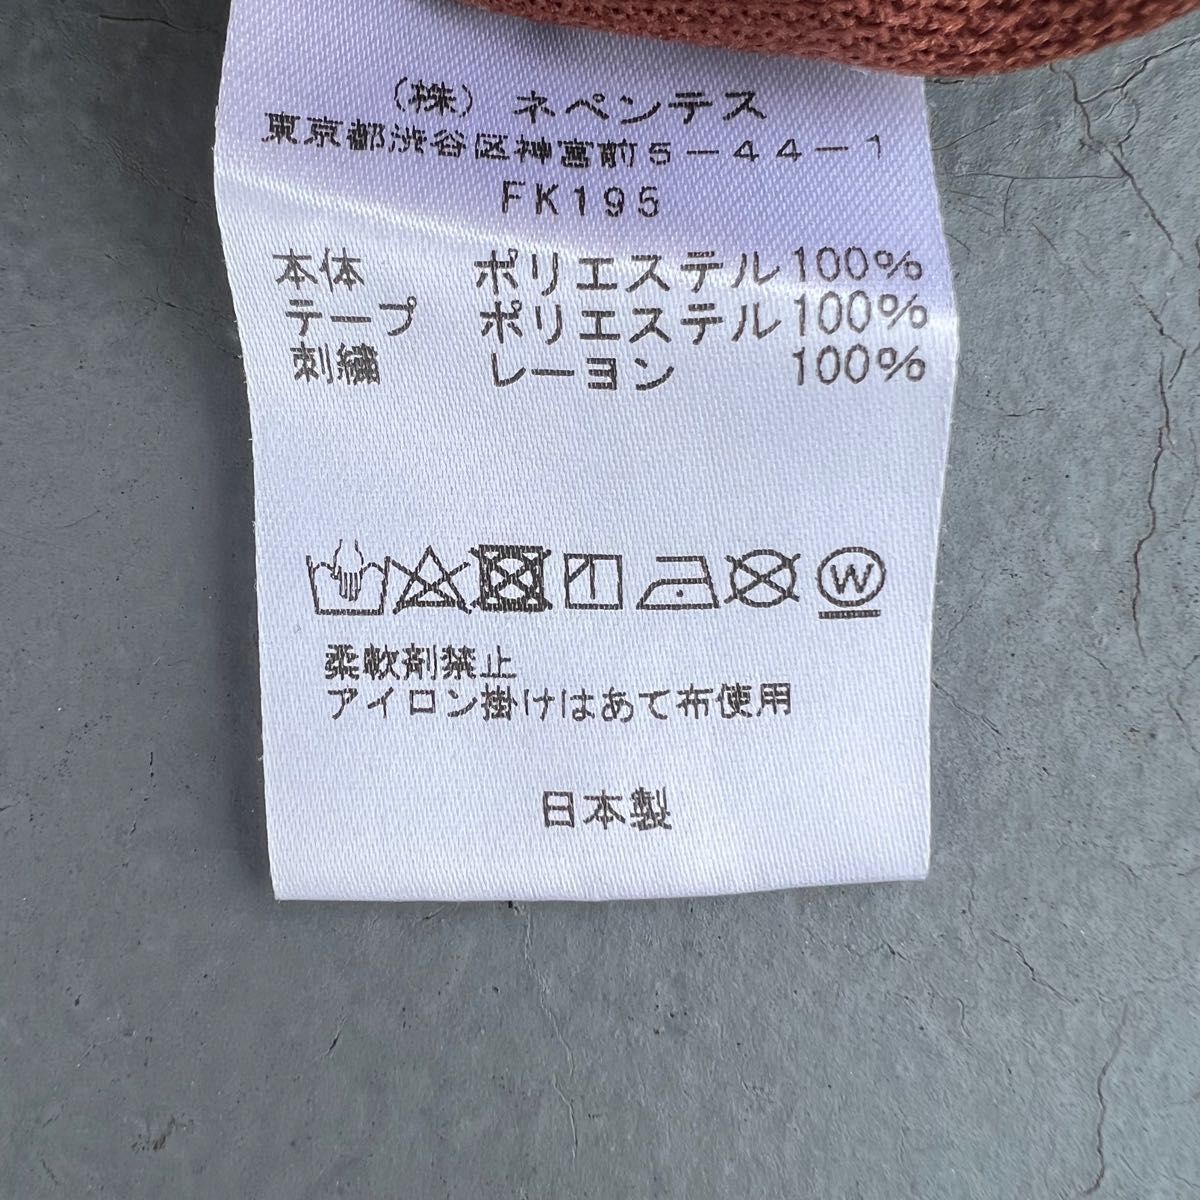 （株）ネペンテス
東京都渋谷区神宮前5-44-1
FK195
本体 ポリエステル100%
テープ ポリエステル100%
刺繍 レーヨン 100%
W
柔軟剤禁止
アイロン掛けはあて布使用
日本製